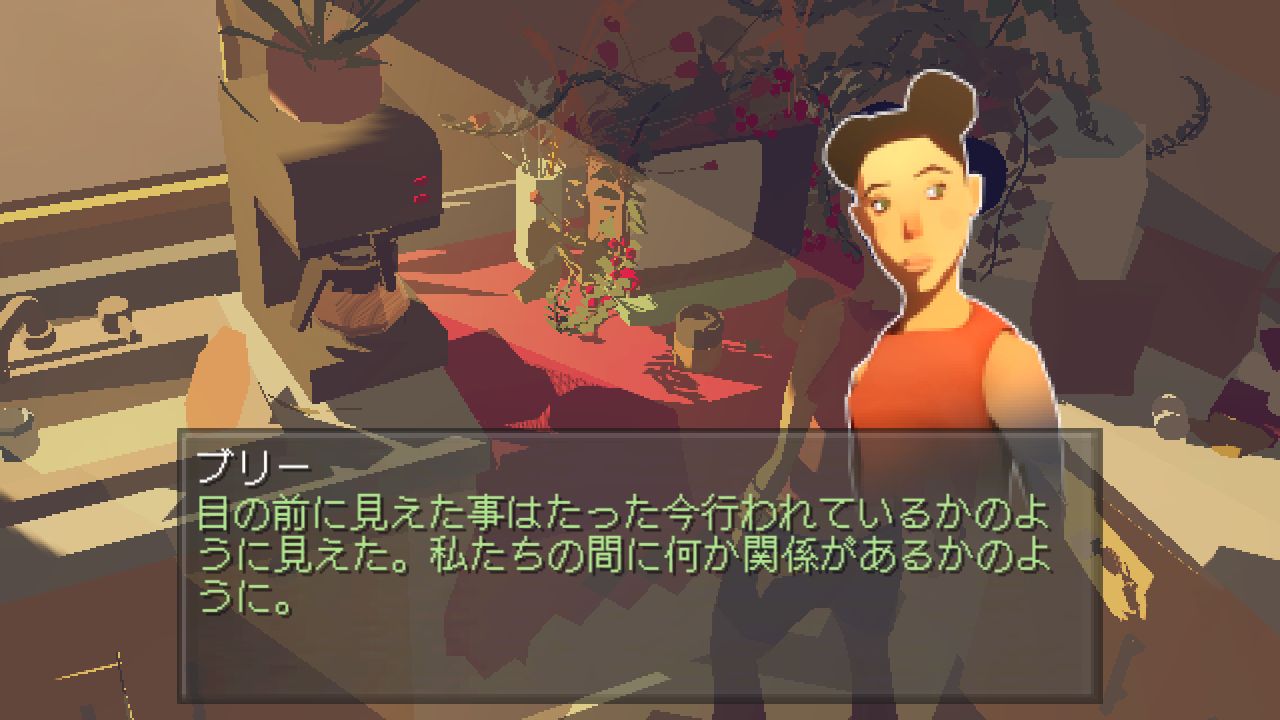 ブリー
目の前に見えた事はたった今行われているかのよ
うに見えた。私たちの間に何か関係があるかのよ
うに。